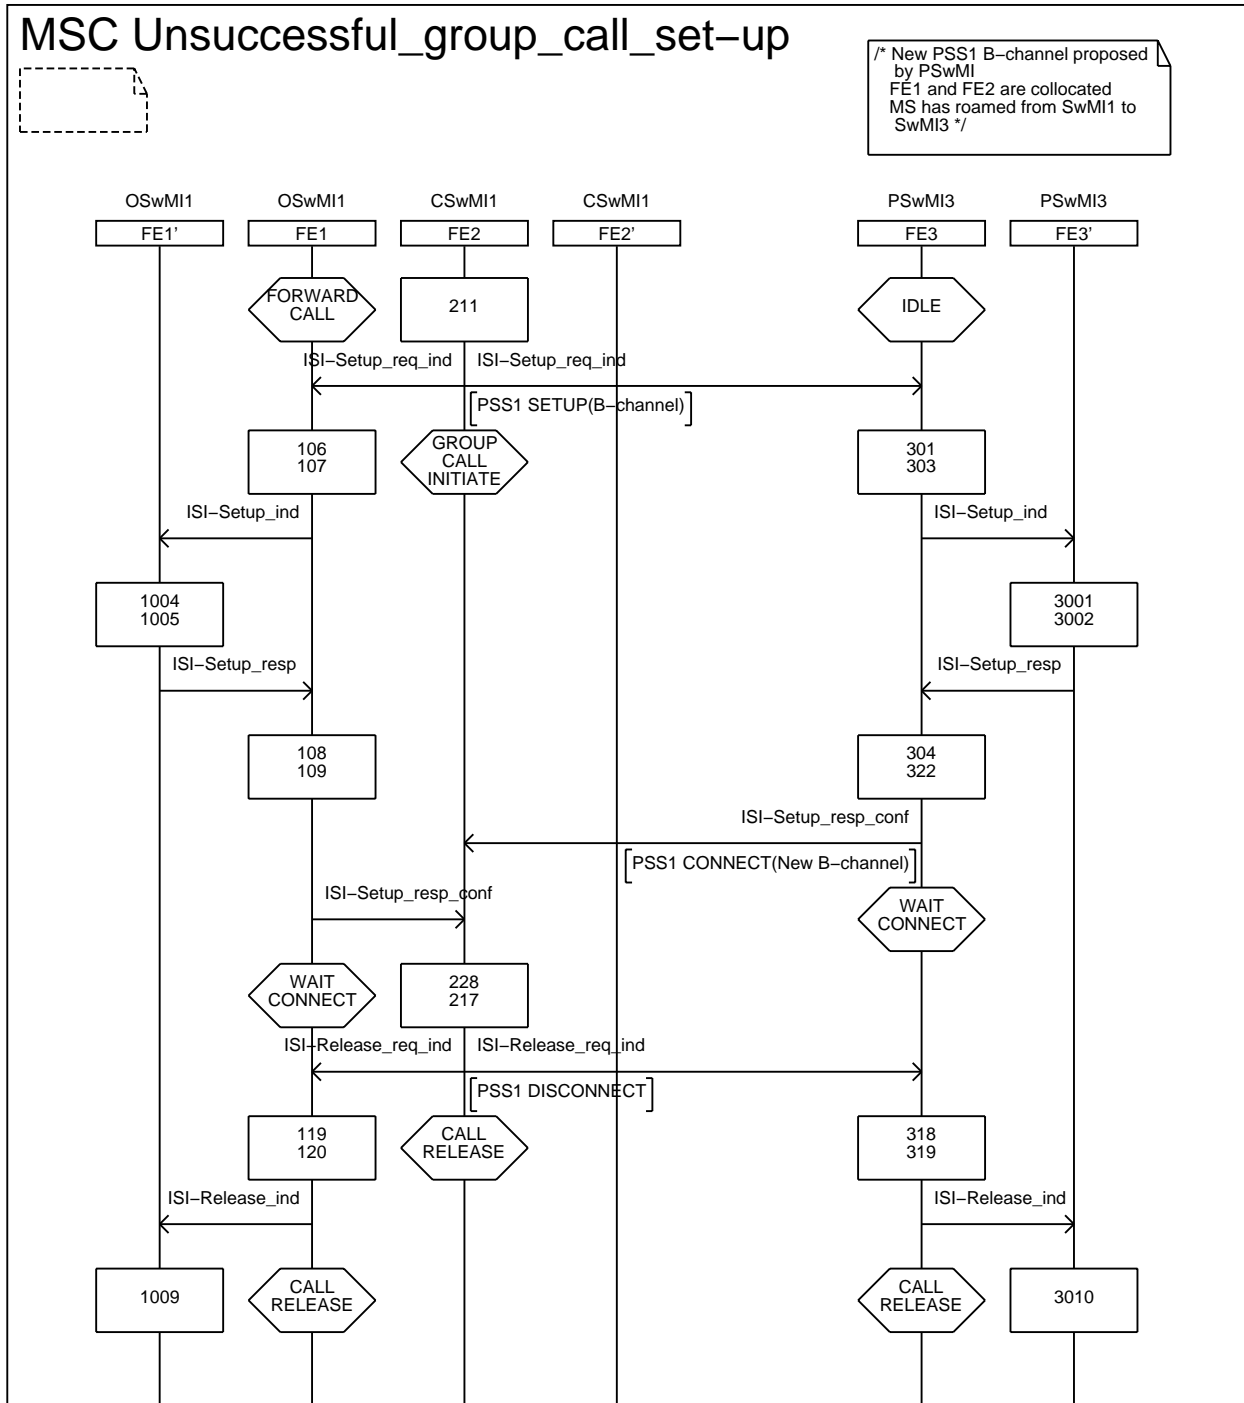 MSC Unsuccessful_group_call_set−up
/* New PSS1 B−channel proposed
by PSwMI
FE1 and FE2 are collocated
MS has roamed from SwMI1 to
SwMI3 */
OSwMI1 OSwMI1 CSwMI1 CSwMI1 PSwMI3 PSwMI3
FE1' FE1 FE2 FE2' FE3 FE3'
FORWARD
CALL
211
IDLE
ISI−Setup_req_ind ISI−Setup_req_ind
PSS1 SETUP(B−channel)
106
107
GROUP
CALL
INITIATE
301
303
ISI−Setup_ind ISI−Setup_ind
1004
1005
3001
3002
ISI−Setup_resp ISI−Setup_resp
108
109
304
322
ISI−Setup_resp_conf
PSS1 CONNECT(New B−channel)
ISI−Setup_resp_conf
WAIT
CONNECT
WAIT
CONNECT
228
217
ISI−Release_req_ind ISI−Release_req_ind
PSS1 DISCONNECT
119
120
CALL
RELEASE
318
319
ISI−Release_ind ISI−Release_ind
1009
CALL
RELEASE
CALL
RELEASE
3010